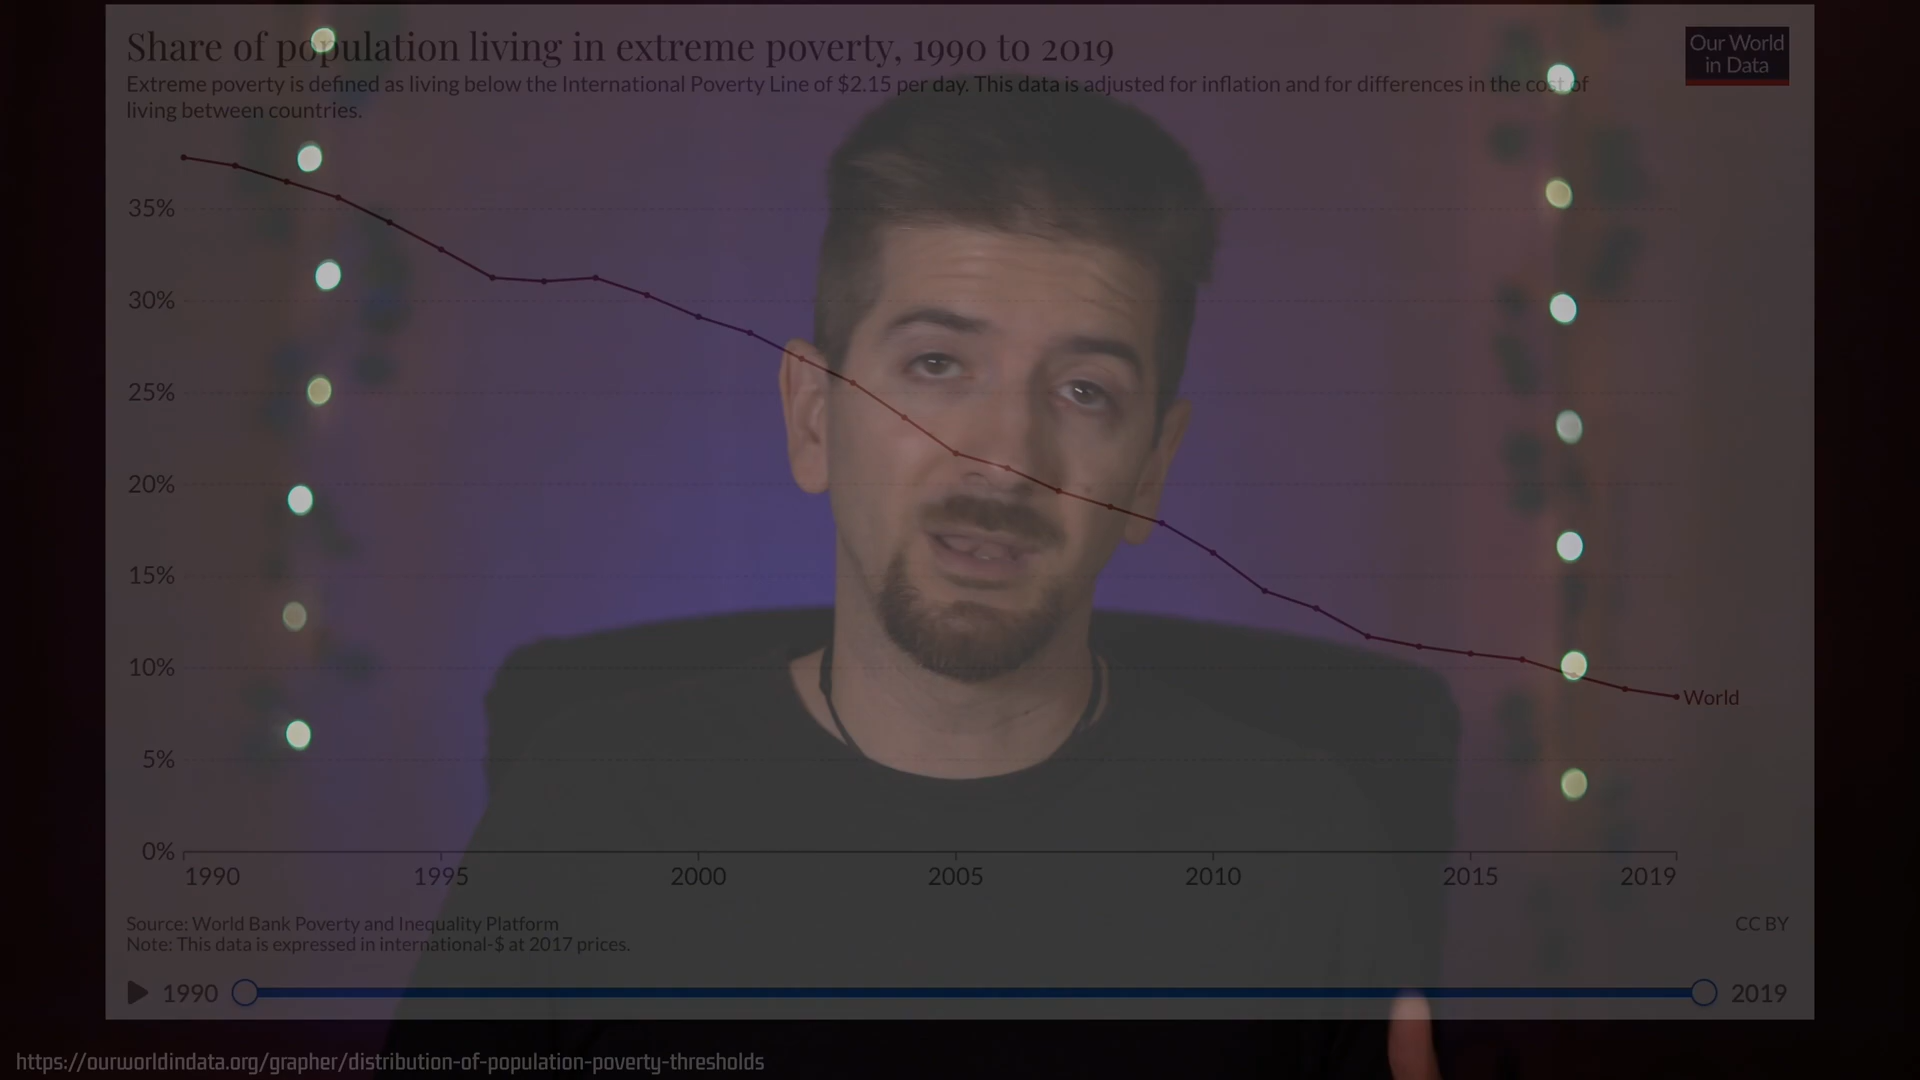 Share of population living in extreme poverty, 1990 to 2019
Our World
in Data
Extreme poverty is defined as living below the International Poverty Line of $2.15 per day. This data is adjusted for inflation and for differences in the cost of
living between countries.
35%
30%
25%
20%
15%
10%
5%
0%
World
1990
1995
2000
2005
2010
2015
2019
Source: World Bank Poverty and Inequality Platform
CC BY
Note: This data is expressed in international-$ at 2017 prices.
1990
2019
https://ourworldindata.org/grapher/distribution-of-population-poverty-thresholds